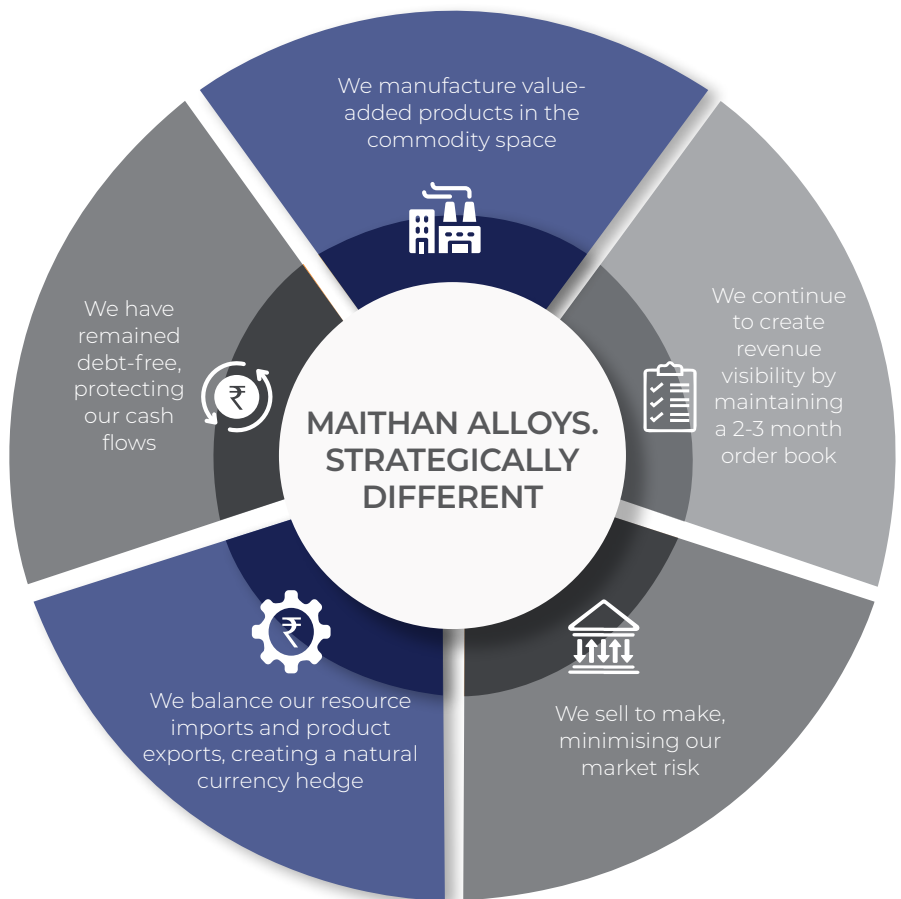 We manufacture value-
added products in the
commodity space
We continue
to create
revenue
visibility by
maintaining
a 2-3 month
order book
We sell to make,
minimising our
market risk
We balance our resource
imports and product
exports, creating a natural
currency hedge
₹
We have
remained
debt-free,
protecting
our cash
flows
₹
MAITHAN ALLOYS.
STRATEGICALLY
DIFFERENT